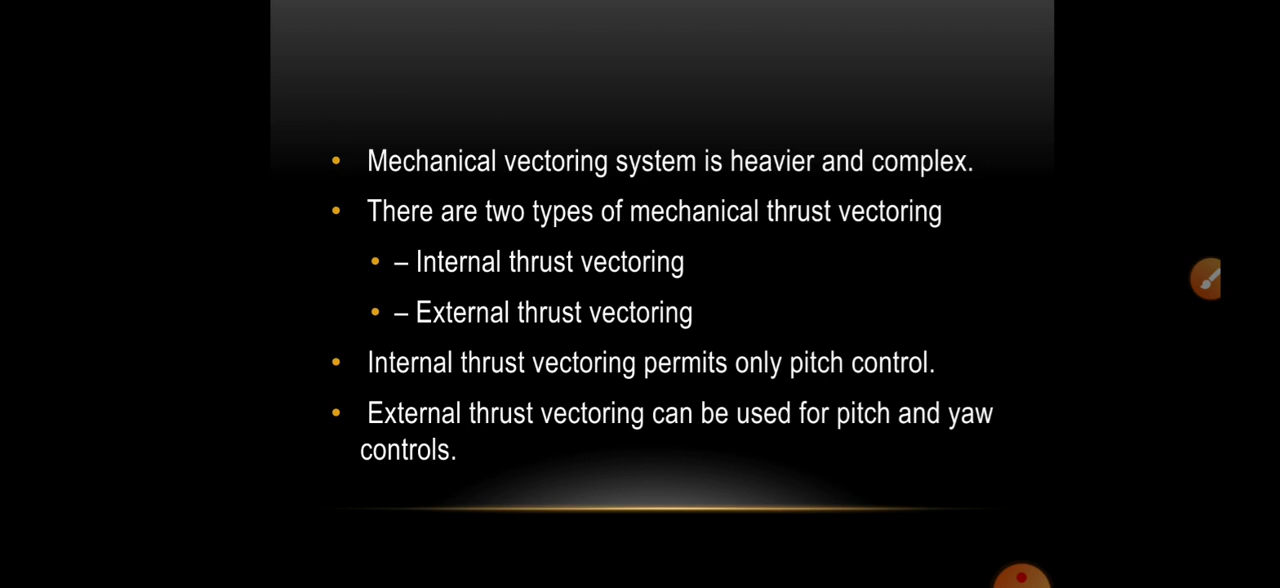 • Mechanical vectoring system is heavier and complex.
• There are two types of mechanical thrust vectoring
• – Internal thrust vectoring
• – External thrust vectoring
• Internal thrust vectoring permits only pitch control.
• External thrust vectoring can be used for pitch and yaw
controls.